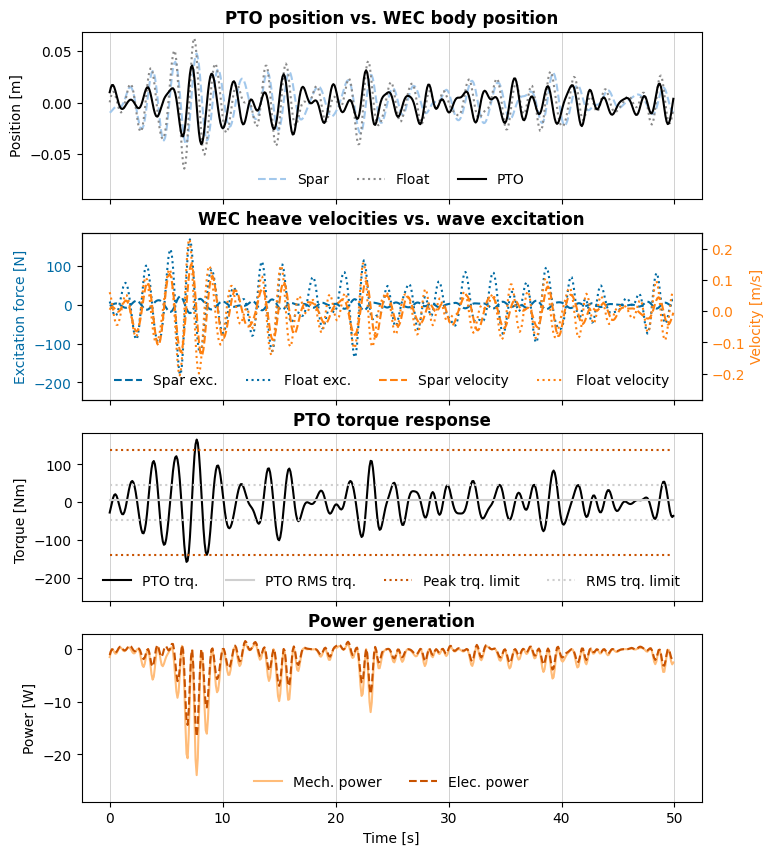 PTO position vs. WEC body position
Position [m]
0.05
0.00
−0.05
Spar Float PTO
WEC heave velocities vs. wave excitation
Excitation force [N]
100
0
−100
−200
0.2
0.1
0.0
−0.1
−0.2
Velocity [m/s]
Spar exc. Float exc. Spar velocity Float velocity
PTO torque response
Torque [Nm]
100
0
−100
−200
PTO trq. PTO RMS trq. Peak trq. limit RMS trq. limit
Power generation
Power [W]
0
−10
−20
Mech. power Elec. power
0 10 20 30 40 50
Time [s]